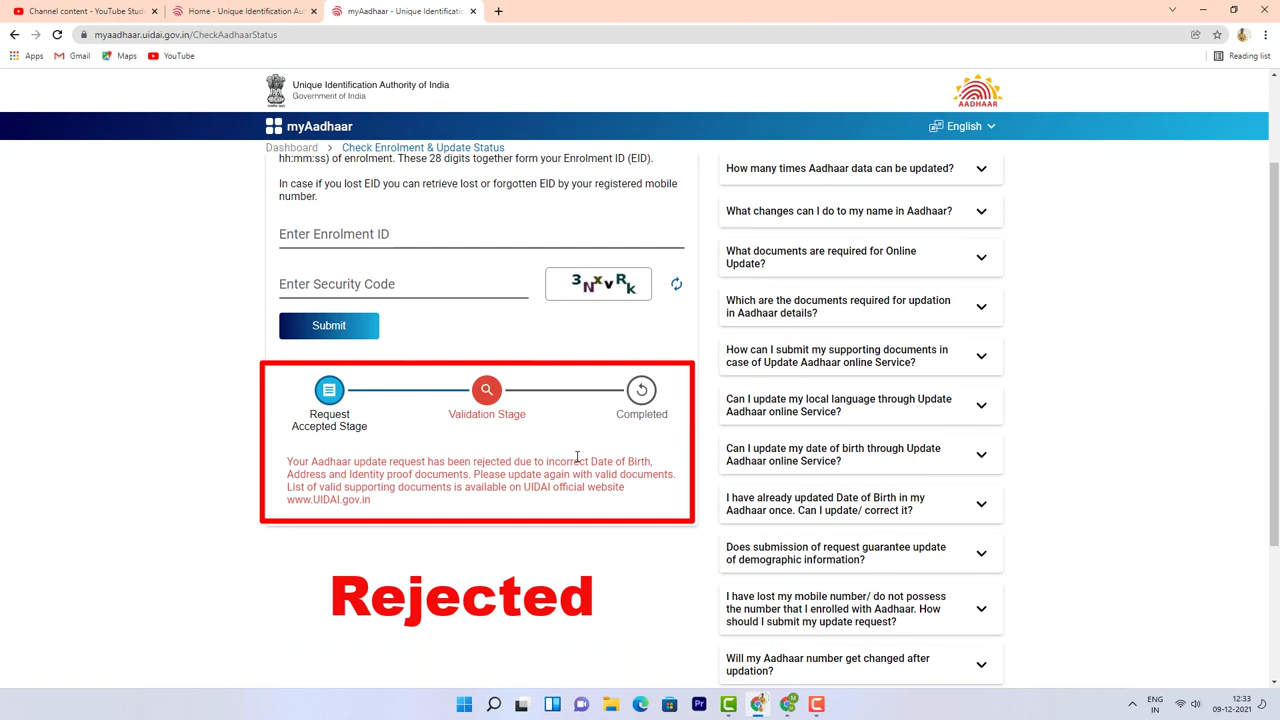 Channel content - YouTube Studio
Home - Unique Identification Auth
myAadhaar - Unique Identification
myaadhaar.uidai.gov.in/CheckAadhaarStatus
Apps
Gmail
Maps
YouTube
Reading list
Unique Identification Authority of India
Government of India
AADHAAR
myAadhaar
English
Dashboard > Check Enrolment & Update Status
hh:mm:ss) of enrolment. These 28 digits together form your Enrolment ID (EID).
In case if you lost EID you can retrieve lost or forgotten EID by your registered mobile
number.
Enter Enrolment ID
Enter Security Code
3NxvRk
Submit
Request
Accepted Stage
Validation Stage
Completed
Your Aadhaar update request has been rejected due to incorrect Date of Birth,
Address and Identity proof documents. Please update again with valid documents.
List of valid supporting documents is available on UIDAI official website
www.UIDAI.gov.in
Rejected
How many times Aadhaar data can be updated?
What changes can I do to my name in Aadhaar?
What documents are required for Online
Update?
Which are the documents required for updation
in Aadhaar details?
How can I submit my supporting documents in
case of Update Aadhaar online Service?
Can I update my local language through Update
Aadhaar online Service?
Can I update my date of birth through Update
Aadhaar online Service?
I have already updated Date of Birth in my
Aadhaar once. Can I update/ correct it?
Does submission of request guarantee update
of demographic information?
I have lost my mobile number/ do not possess
the number that I enrolled with Aadhaar. How
should I submit my update request?
Will my Aadhaar number get changed after
updation?
Pr
ENG
IN
12:33
09-12-2021